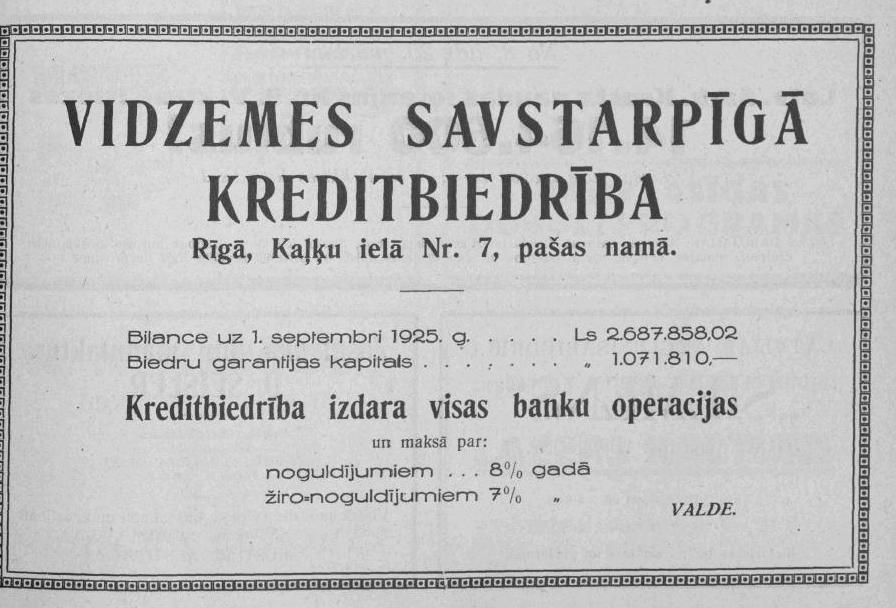 VIDZEMES SAVSTARPĪGĀ
KREDITBIEDRĪBA
Rīgā, Kaļķu ielā Nr. 7, pašas namā.
Bilance uz 1. septembri 1925. g. . Ls 2.687.858,02
Biedru garantijas kapitals . . . . . . . „ 1.071.810,—
Kreditbiedrība izdara visas banku operacijas
un maksā par:
noguldījumiem . . . 8% gadā
žiro=noguldījumiem 7% „
VALDE.